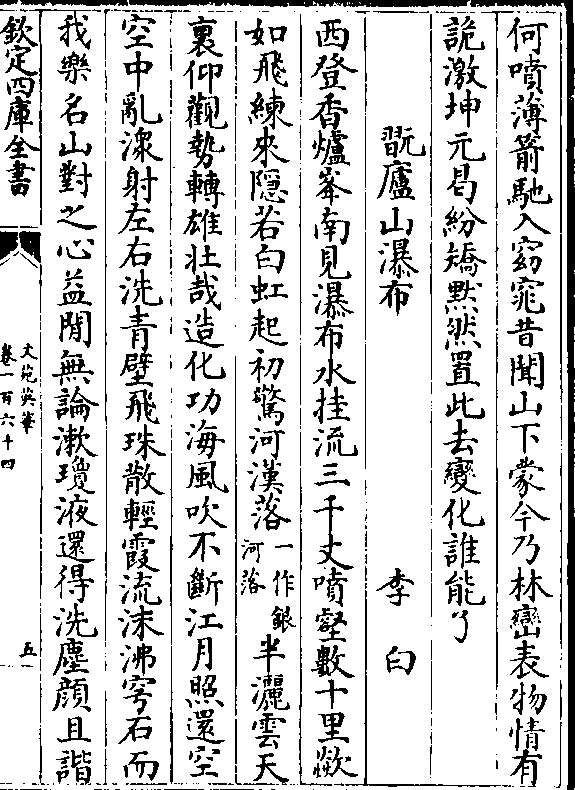 何噴薄箭馳入窈窕昔聞山下蒙今乃林巒表物情有
詭激坤元曷紛矯默然置此去變化誰能了
翫廬山瀑布 李白
西登香爐峯南見瀑布水挂流三千丈噴壑數十里歘
如飛練來隱若白虹起初驚河漢落一作銀河落半灑雲天
裏仰觀勢轉雄壮哉造化功海風吹不斷江月照還空
空中亂潈射左右洗青壁飛珠散輕霞流沫沸穹石而
我樂名山對之心益閒無論漱瓊液還得洗塵顔且諧
欽定四庫全書
文苑英華
卷一百六十四
五